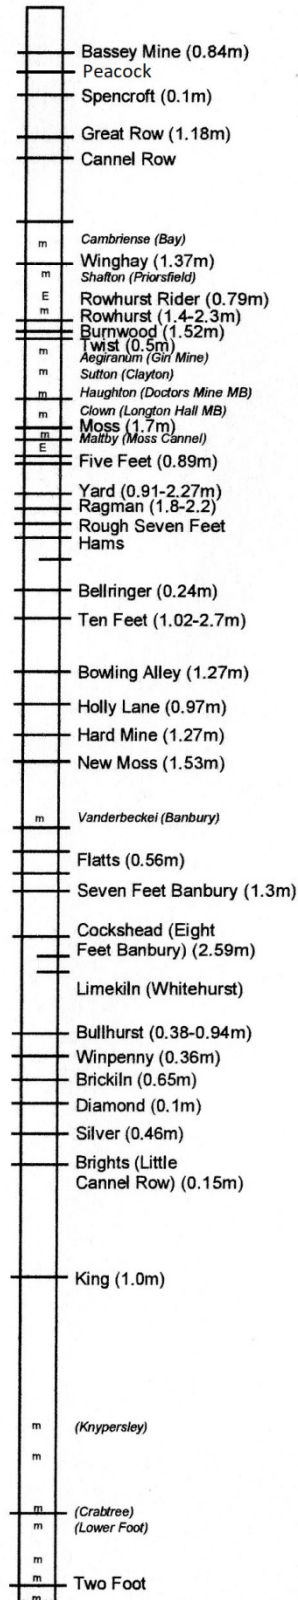 Bassey Mine (0.84m)
Peacock
Spencroft (0.1m)
Great Row (1.18m)
Cannel Row
m Cambriense (Bay)
Winghay (1.37m)
m Shafton (Priorsfield)
E Rowhurst Rider (0.79m)
m
Rowhurst (1.4-2.3m)
Burnwood (1.52m)
Twist (0.5m)
m Aegiranum (Gin Mine)
m Sutton (Clayton)
m Haughton (Doctors Mine MB)
m Clown (Longton Hall MB)
Moss (1.7m)
m Maltby (Moss Cannel)
E
Five Feet (0.89m)
Yard (0.91-2.27m)
Ragman (1.8-2.2)
Rough Seven Feet
Hams
Bellringer (0.24m)
Ten Feet (1.02-2.7m)
Bowling Alley (1.27m)
Holly Lane (0.97m)
Hard Mine (1.27m)
New Moss (1.53m)
m Vanderbeckei (Banbury)
Flatts (0.56m)
Seven Feet Banbury (1.3m)
Cockshead (Eight
Feet Banbury) (2.59m)
Limekiln (Whitehurst)
Bullhurst (0.38-0.94m)
Winpenny (0.36m)
Brickiln (0.65m)
Diamond (0.1m)
Silver (0.46m)
Brights (Little
Cannel Row) (0.15m)
King (1.0m)
m (Knypersley)
m
m (Crabtree)
m (Lower Foot)
m
m
Two Foot
m